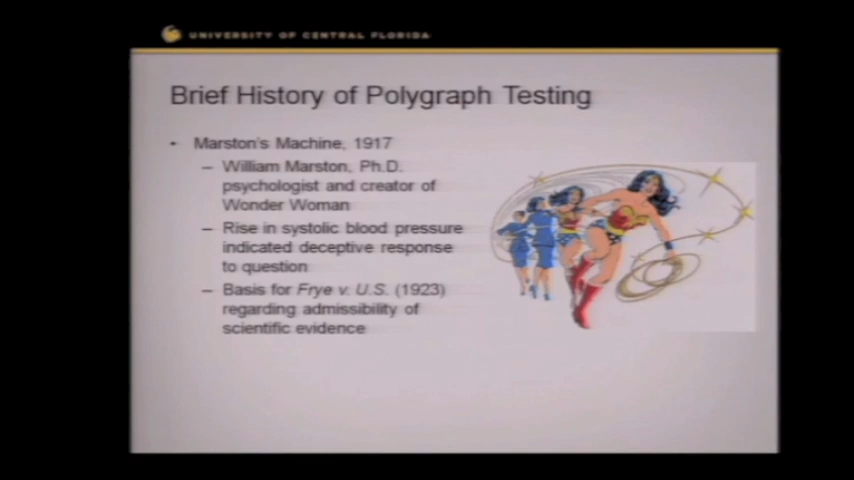 UNIVERSITY OF CENTRAL FLORIDA
Brief History of Polygraph Testing
• Marston's Machine, 1917
– William Marston, Ph.D.
psychologist and creator of
Wonder Woman
– Rise in systolic blood pressure
indicated deceptive response
to question
– Basis for Frye v. U.S. (1923)
regarding admissibility of
scientific evidence